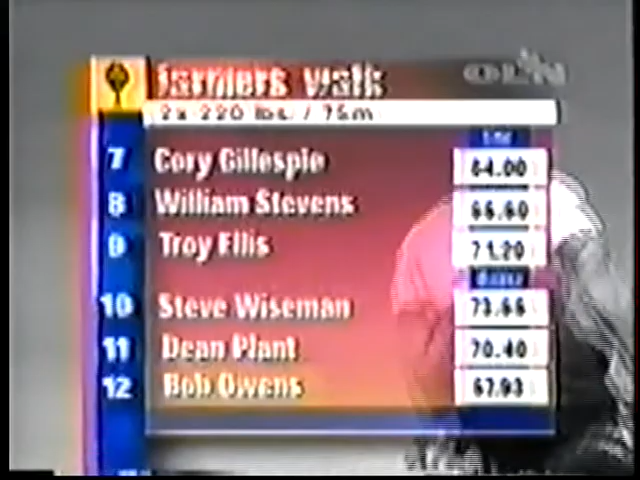 farmers walk
OLN
2x 220 lbs. / 75m
7 Cory Gillespie 64.00
8 William Stevens 66.60
9 Troy Ellis 71.20
10 Steve Wiseman 73.66
11 Dean Plant 70.40
12 Bob Owens 67.93